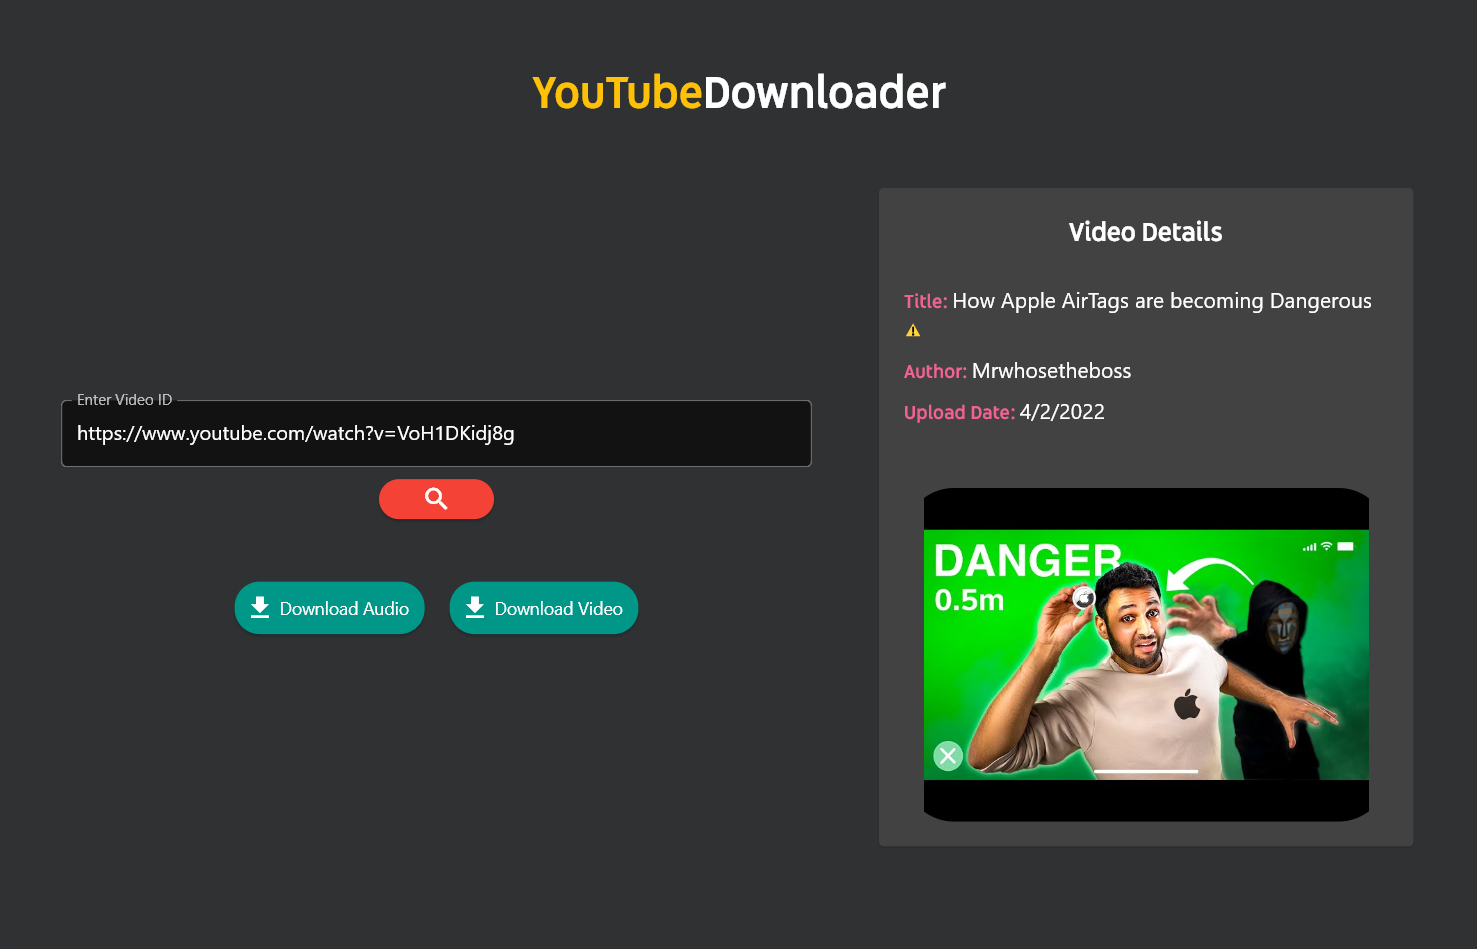 YouTubeDownloader
Enter Video ID
https://www.youtube.com/watch?v=VoH1DKidj8g
Download Audio
Download Video
Video Details
Title: How Apple AirTags are becoming Dangerous
⚠
Author: Mrwhosetheboss
Upload Date: 4/2/2022
DANGER
0.5m